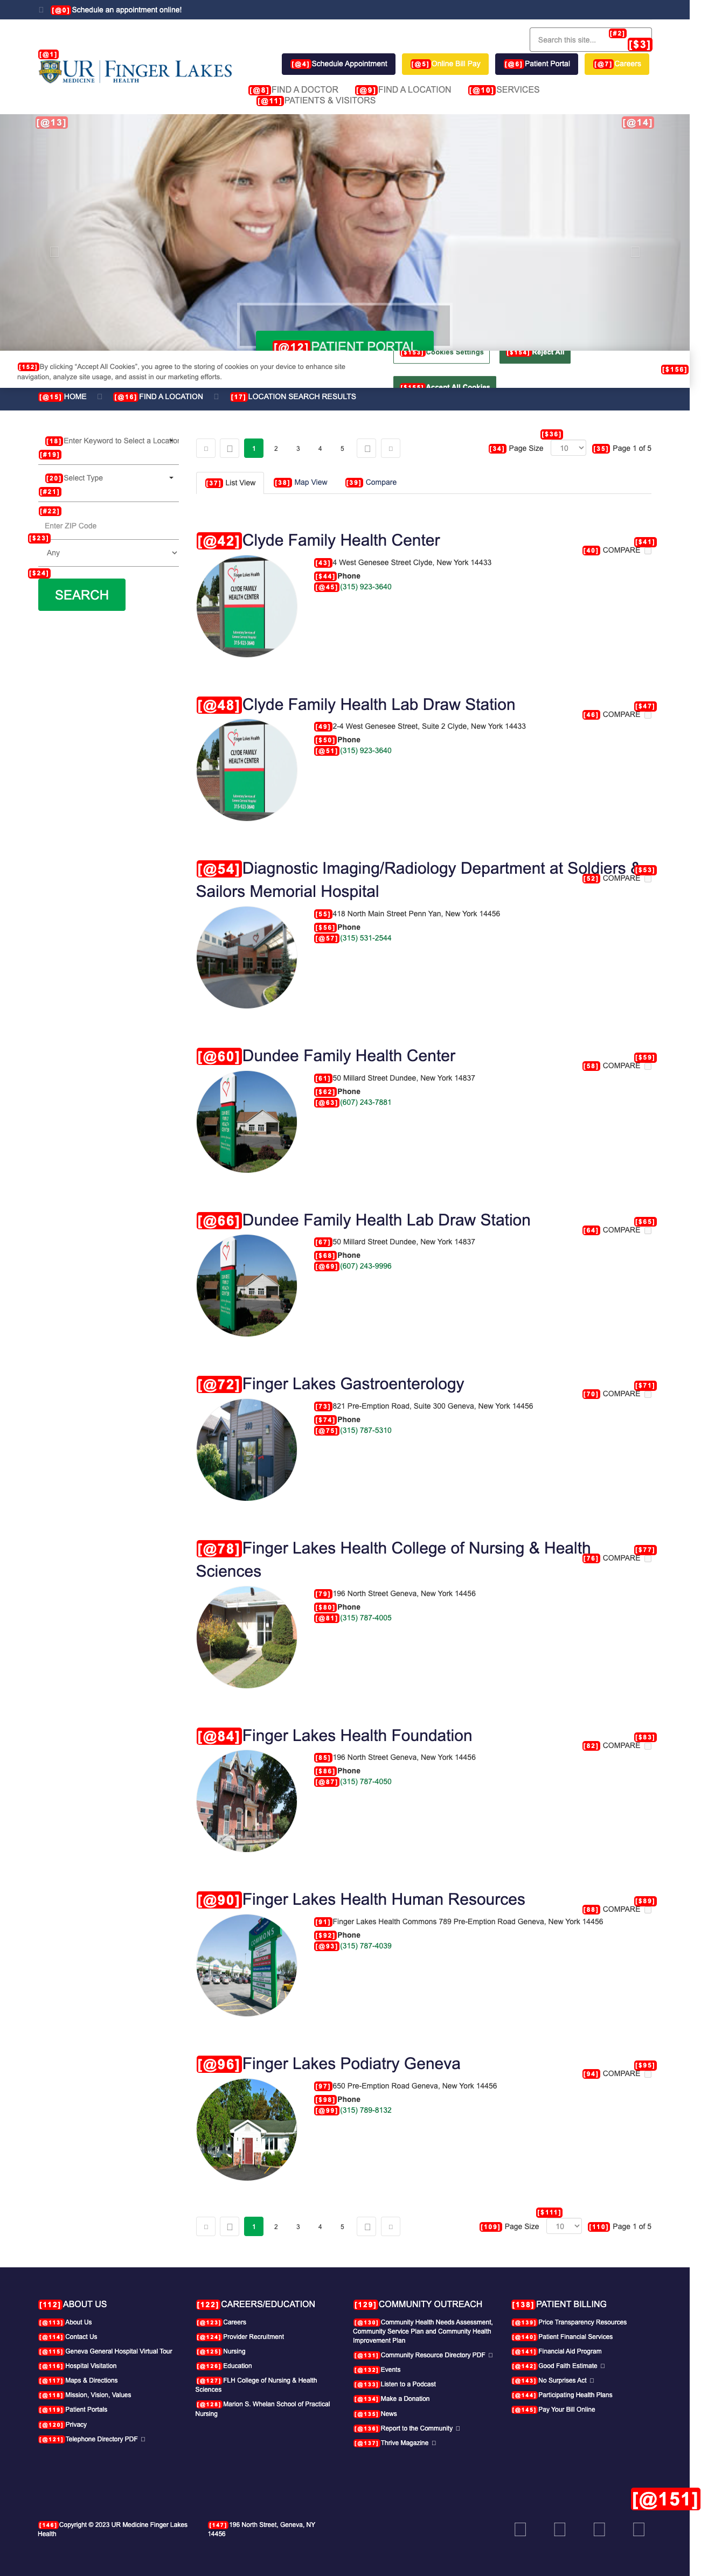 [@0] Schedule an appointment online!
[#2]
Search this site...
[$3]
[@1]
UR MEDICINE | FINGER LAKES HEALTH
[@4] Schedule Appointment [@5] Online Bill Pay [@6] Patient Portal [@7] Careers
[@8] FIND A DOCTOR [@9] FIND A LOCATION [@10] SERVICES
[@11] PATIENTS & VISITORS
[@13] [@14]
[@12] PATIENT PORTAL
[152] By clicking "Accept All Cookies", you agree to the storing of cookies on your device to enhance site
navigation, analyze site usage, and assist in our marketing efforts.
[$153] Cookies Settings [$154] Reject All
[$156]
[$155] Accept All Cookies
[@15] HOME [@16] FIND A LOCATION [17] LOCATION SEARCH RESULTS
[18] Enter Keyword to Select a Location
[#19]
[20] Select Type
[#21]
[#22]
Enter ZIP Code
[$23]
Any
[$24]
SEARCH
1 2 3 4 5
[34] Page Size [$36] 10 [35] Page 1 of 5
[37] List View [38] Map View [39] Compare
[@42] Clyde Family Health Center
[40] COMPARE [$41]
[43] 4 West Genesee Street Clyde, New York 14433
[$44] Phone
[@45] (315) 923-3640
CLYDE FAMILY
HEALTH CENTER
[@48] Clyde Family Health Lab Draw Station
[46] COMPARE [$47]
[49] 2-4 West Genesee Street, Suite 2 Clyde, New York 14433
[$50] Phone
[@51] (315) 923-3640
CLYDE FAMILY
HEALTH CENTER
[@54] Diagnostic Imaging/Radiology Department at Soldiers &
Sailors Memorial Hospital
[52] COMPARE [$53]
[55] 418 North Main Street Penn Yan, New York 14456
[$56] Phone
[@57] (315) 531-2544
[@60] Dundee Family Health Center
[58] COMPARE [$59]
[61] 50 Millard Street Dundee, New York 14837
[$62] Phone
[@63] (607) 243-7881
[@66] Dundee Family Health Lab Draw Station
[64] COMPARE [$65]
[67] 50 Millard Street Dundee, New York 14837
[$68] Phone
[@69] (607) 243-9996
[@72] Finger Lakes Gastroenterology
[70] COMPARE [$71]
[73] 821 Pre-Emption Road, Suite 300 Geneva, New York 14456
[$74] Phone
[@75] (315) 787-5310
[@78] Finger Lakes Health College of Nursing & Health
Sciences
[76] COMPARE [$77]
[79] 196 North Street Geneva, New York 14456
[$80] Phone
[@81] (315) 787-4005
[@84] Finger Lakes Health Foundation
[82] COMPARE [$83]
[85] 196 North Street Geneva, New York 14456
[$86] Phone
[@87] (315) 787-4050
[@90] Finger Lakes Health Human Resources
[88] COMPARE [$89]
[91] Finger Lakes Health Commons 789 Pre-Emption Road Geneva, New York 14456
[$92] Phone
[@93] (315) 787-4039
COMMONS
[@96] Finger Lakes Podiatry Geneva
[94] COMPARE [$95]
[97] 650 Pre-Emption Road Geneva, New York 14456
[$98] Phone
[@99] (315) 789-8132
1 2 3 4 5
[109] Page Size [$111] 10 [110] Page 1 of 5
[112] ABOUT US
[@113] About Us
[@114] Contact Us
[@115] Geneva General Hospital Virtual Tour
[@116] Hospital Visitation
[@117] Maps & Directions
[@118] Mission, Vision, Values
[@119] Patient Portals
[@120] Privacy
[@121] Telephone Directory PDF
[122] CAREERS/EDUCATION
[@123] Careers
[@124] Provider Recruitment
[@125] Nursing
[@126] Education
[@127] FLH College of Nursing & Health
Sciences
[@128] Marion S. Whelan School of Practical
Nursing
[129] COMMUNITY OUTREACH
[@130] Community Health Needs Assessment,
Community Service Plan and Community Health
Improvement Plan
[@131] Community Resource Directory PDF
[@132] Events
[@133] Listen to a Podcast
[@134] Make a Donation
[@135] News
[@136] Report to the Community
[@137] Thrive Magazine
[138] PATIENT BILLING
[@139] Price Transparency Resources
[@140] Patient Financial Services
[@141] Financial Aid Program
[@142] Good Faith Estimate
[@143] No Surprises Act
[@144] Participating Health Plans
[@145] Pay Your Bill Online
[@151]
[146] Copyright © 2023 UR Medicine Finger Lakes
Health
[147] 196 North Street, Geneva, NY
14456